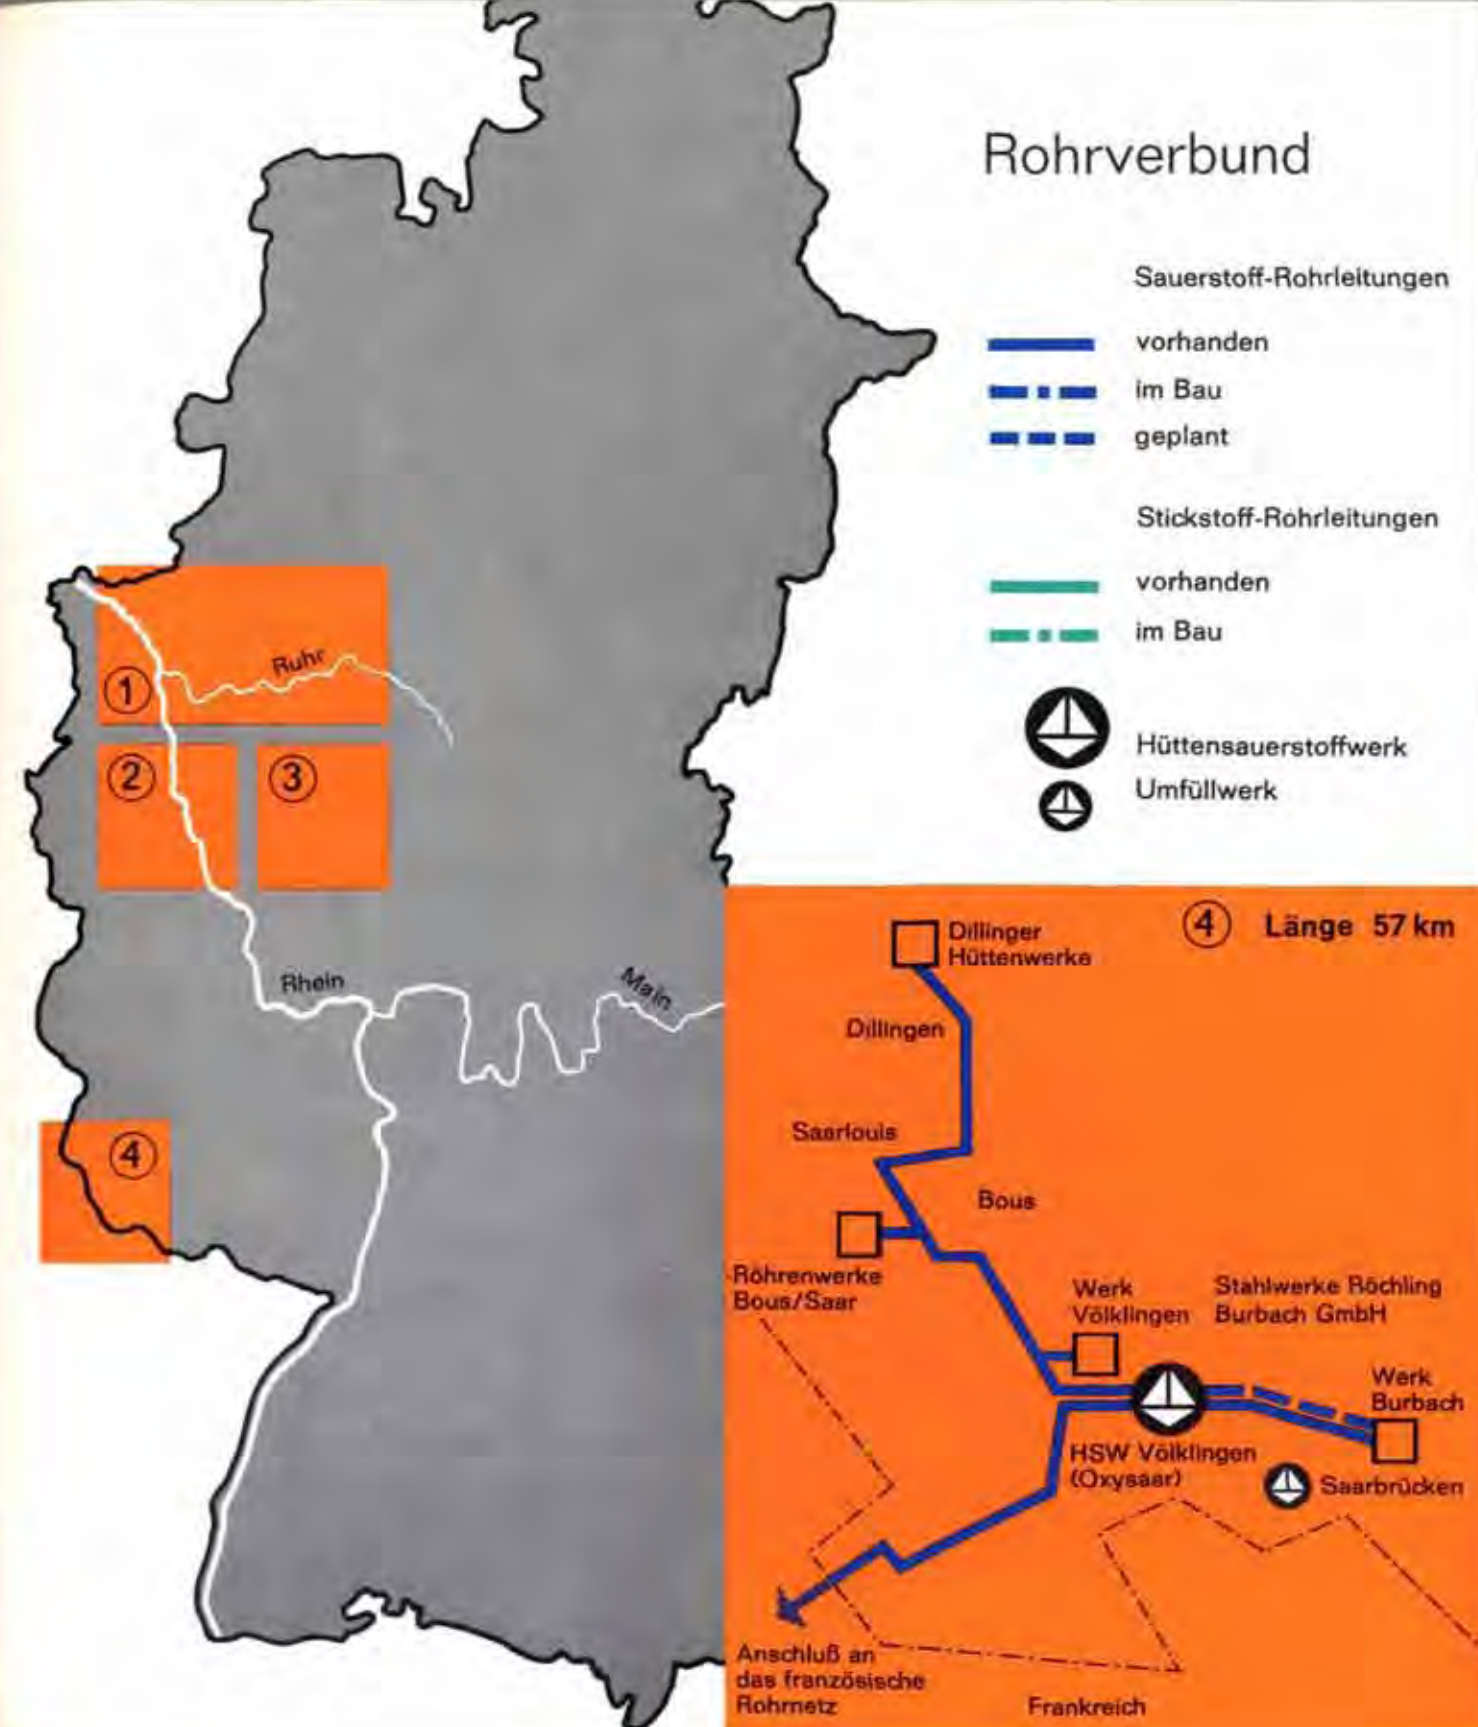 Rohrverbund
Sauerstoff-Rohrleitungen
vorhanden
im Bau
geplant
Stickstoff-Rohrleitungen
vorhanden
im Bau
Hüttensauerstoffwerk
Umfüllwerk
Ruhr
1
2
3
Rhein
Main
4
4 Länge 57 km
Dillinger
Hüttenwerke
Dillingen
Saarlouis
Bous
Röhrenwerke
Bous/Saar
Werk
Völklingen
Stahlwerke Röchling
Burbach GmbH
Werk
Burbach
HSW Völklingen
(Oxysaar)
Saarbrücken
Anschluß an
das französische
Rohrnetz
Frankreich